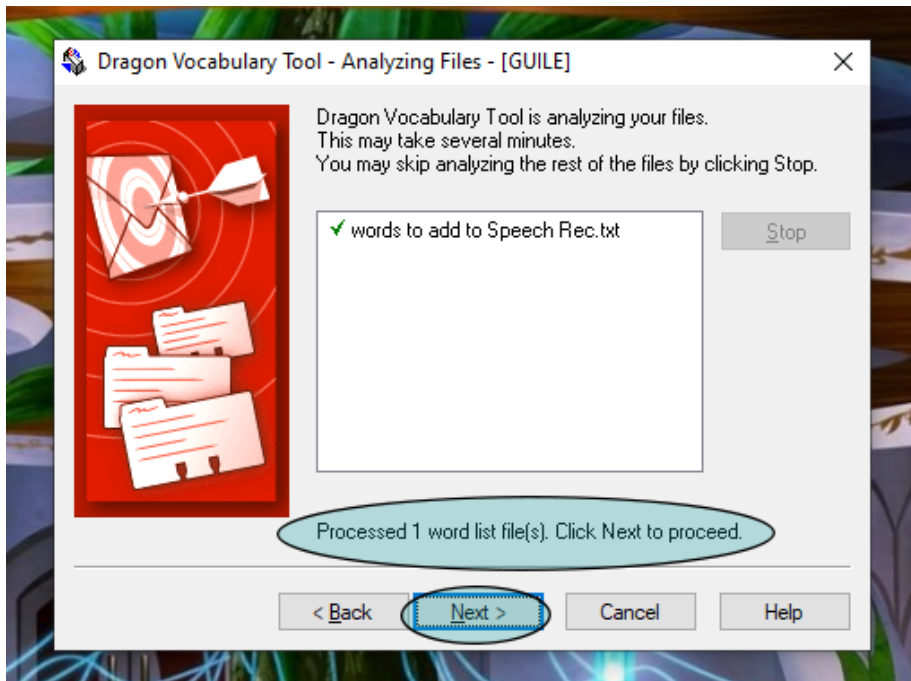 Dragon Vocabulary Tool - Analyzing Files - [GUILE]
Dragon Vocabulary Tool is analyzing your files.
This may take several minutes.
You may skip analyzing the rest of the files by clicking Stop.
words to add to Speech Rec.txt
Stop
Processed 1 word list file(s). Click Next to proceed.
< Back
Next >
Cancel
Help